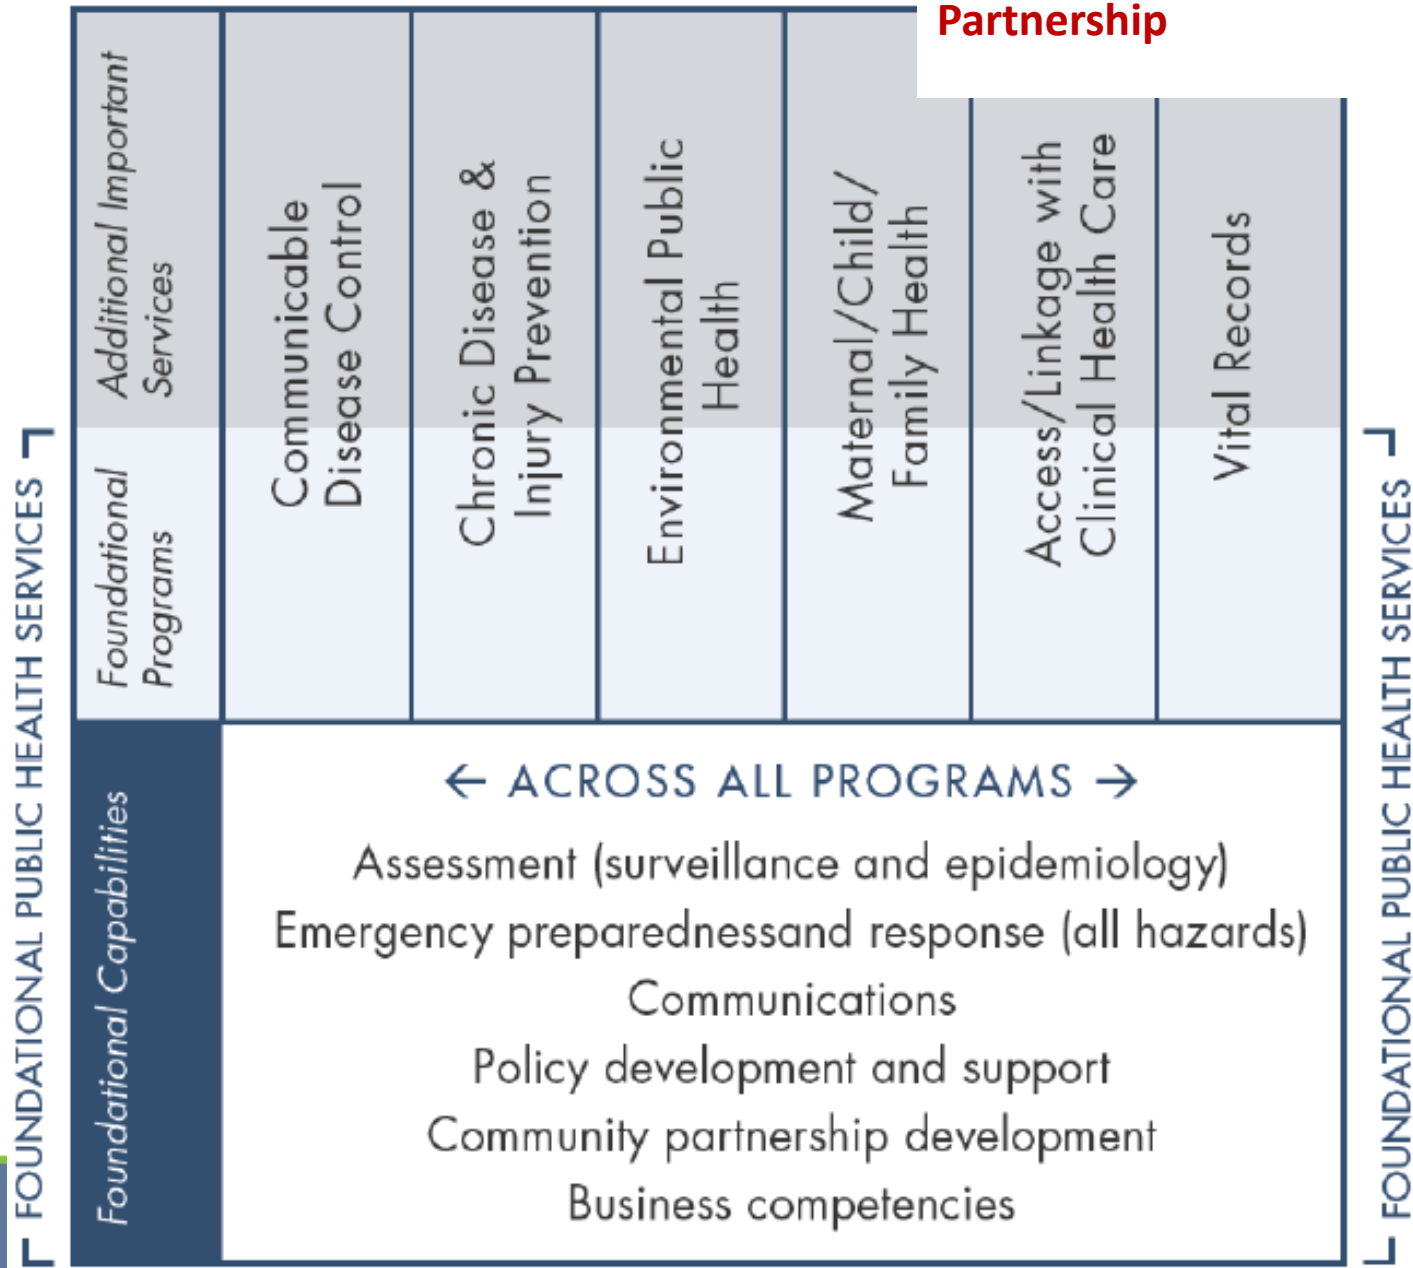 Partnership
Additional Important
Services
Communicable
Disease Control
Chronic Disease &
Injury Prevention
Environmental Public
Health
Maternal/Child/
Family Health
Access/Linkage with
Clinical Health Care
Vital Records
Foundational
Programs
FOUNDATIONAL PUBLIC HEALTH SERVICES
Foundational Capabilities
← ACROSS ALL PROGRAMS →
Assessment (surveillance and epidemiology)
Emergency preparednessand response (all hazards)
Communications
Policy development and support
Community partnership development
Business competencies
FOUNDATIONAL PUBLIC HEALTH SERVICES